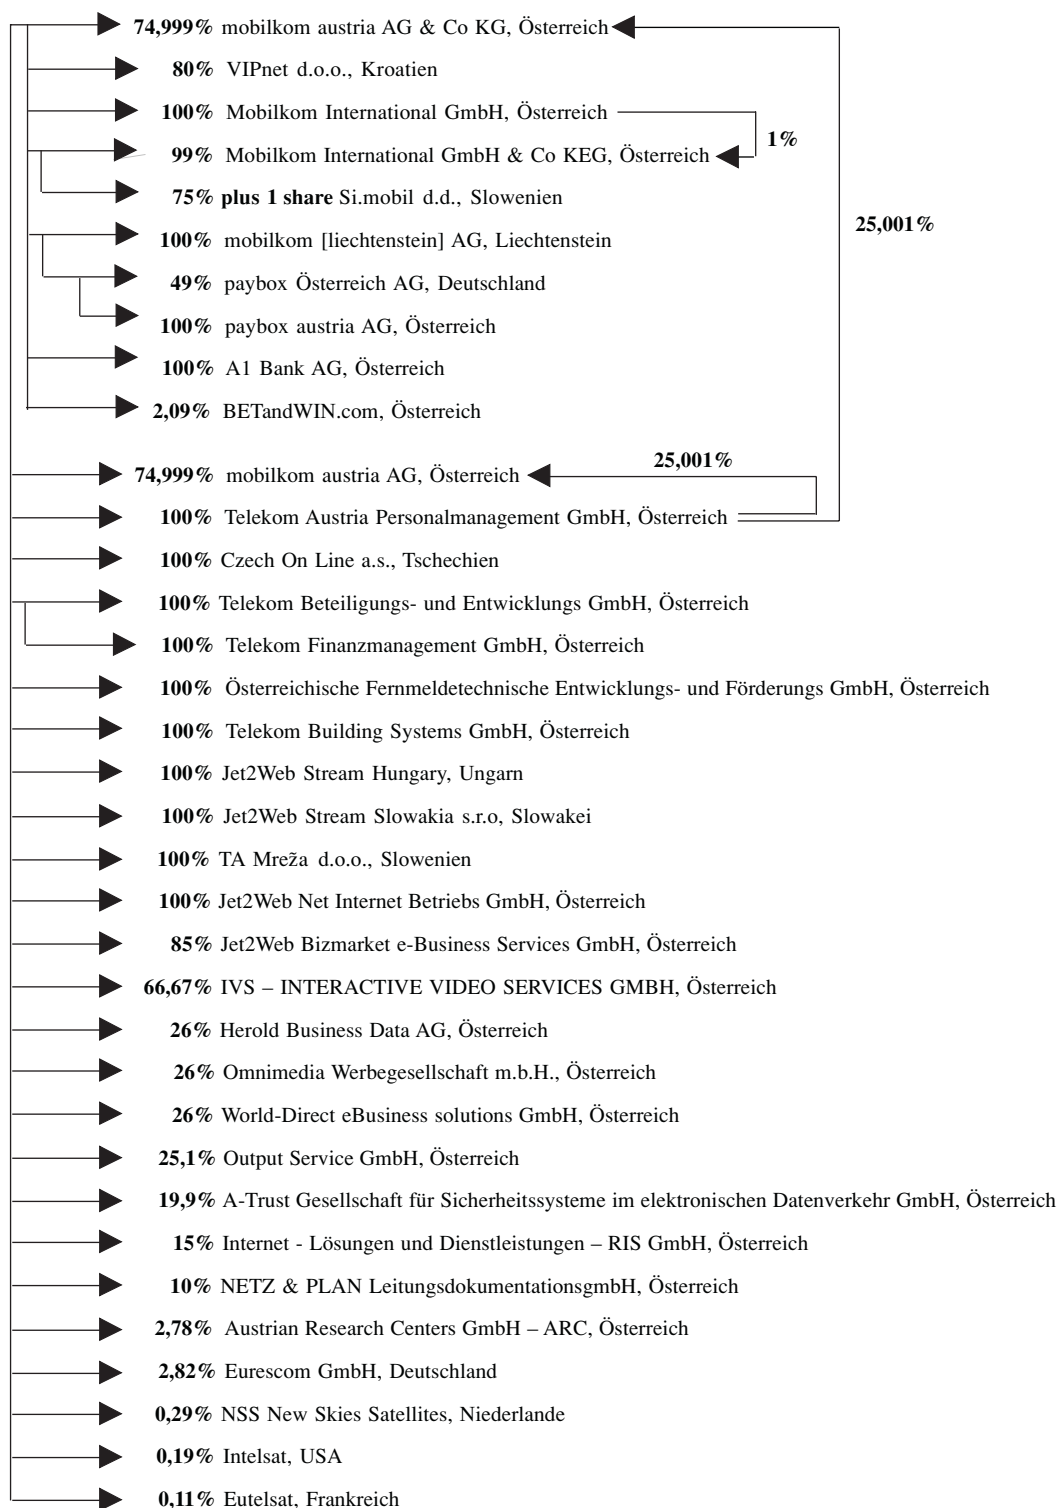 74,999% mobilkom austria AG & Co KG, Österreich
80% VIPnet d.o.o., Kroatien
100% Mobilkom International GmbH, Österreich
1%
99% Mobilkom International GmbH & Co KEG, Österreich
75% plus 1 share Si.mobil d.d., Slowenien
25,001%
100% mobilkom [liechtenstein] AG, Liechtenstein
49% paybox Österreich AG, Deutschland
100% paybox austria AG, Österreich
100% A1 Bank AG, Österreich
2,09% BETandWIN.com, Österreich
25,001%
74,999% mobilkom austria AG, Österreich
100% Telekom Austria Personalmanagement GmbH, Österreich
100% Czech On Line a.s., Tschechien
100% Telekom Beteiligungs- und Entwicklungs GmbH, Österreich
100% Telekom Finanzmanagement GmbH, Österreich
100% Österreichische Fernmeldetechnische Entwicklungs- und Förderungs GmbH, Österreich
100% Telekom Building Systems GmbH, Österreich
100% Jet2Web Stream Hungary, Ungarn
100% Jet2Web Stream Slowakia s.r.o, Slowakei
100% TA Mreža d.o.o., Slowenien
100% Jet2Web Net Internet Betriebs GmbH, Österreich
85% Jet2Web Bizmarket e-Business Services GmbH, Österreich
66,67% IVS – INTERACTIVE VIDEO SERVICES GMBH, Österreich
26% Herold Business Data AG, Österreich
26% Omnimedia Werbegesellschaft m.b.H., Österreich
26% World-Direct eBusiness solutions GmbH, Österreich
25,1% Output Service GmbH, Österreich
19,9% A-Trust Gesellschaft für Sicherheitssysteme im elektronischen Datenverkehr GmbH, Österreich
15% Internet - Lösungen und Dienstleistungen – RIS GmbH, Österreich
10% NETZ & PLAN LeitungsdokumentationsgmbH, Österreich
2,78% Austrian Research Centers GmbH – ARC, Österreich
2,82% Eurescom GmbH, Deutschland
0,29% NSS New Skies Satellites, Niederlande
0,19% Intelsat, USA
0,11% Eutelsat, Frankreich